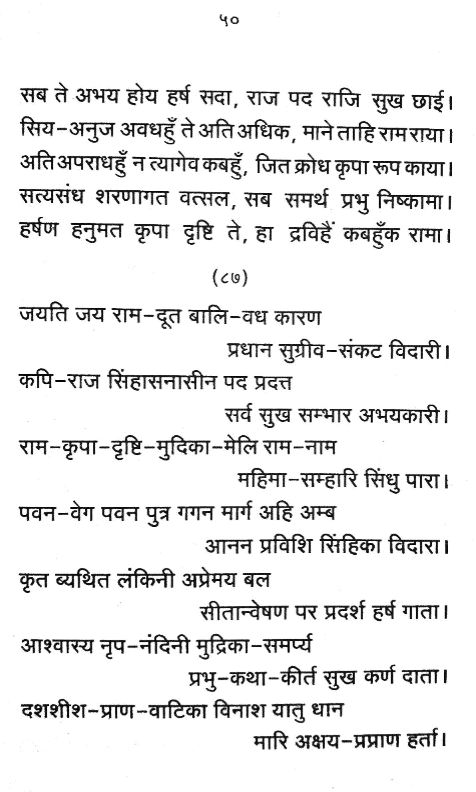 ५०
सब ते अभय होय हर्ष सदा, राज पद राजि सुख छाई।
सिय-अनुज अवधहुँ ते अति अधिक, माने ताहि राम राया।
अति अपराधहुँ न त्यागेव कबहुँ, जित क्रोध कृपा रूप काया।
सत्यसंध शरणागत वत्सल, सब समर्थ प्रभु निष्कामा।
हर्षण हनुमत कृपा दृष्टि ते, हा द्रविहैं कबहुँक रामा।
(८७)
जयति जय राम-दूत बालि-वध कारण
प्रधान सुग्रीव-संकट विदारी।
कपि-राज सिंहासनासीन पद प्रदत्त
सर्व सुख सम्भार अभयकारी।
राम-कृपा-दृष्टि-मुदिका-मेलि राम-नाम
महिमा-सम्हारि सिंधु पारा।
पवन-वेग पवन पुत्र गगन मार्ग अहि अम्ब
आनन प्रविशि सिंहिका विदारा।
कृत ब्यथित लंकिनी अप्रेमय बल
सीतान्वेषण पर प्रदर्श हर्ष गाता।
आश्वास्य नृप-नंदिनी मुद्रिका-समर्प्य
प्रभु-कथा-कीर्त सुख कर्ण दाता।
दशशीश-प्राण-वाटिका विनाश यातु धान
मारि अक्षय-प्रप्राण हर्ता।